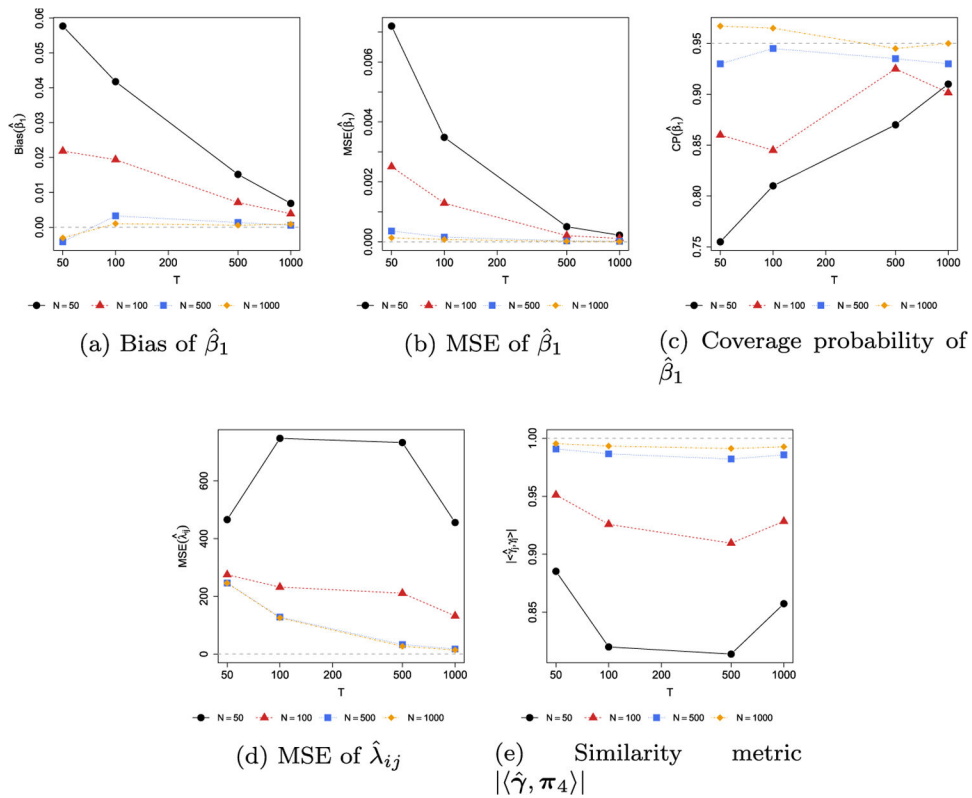 0.06
0.05
0.04
0.03
0.02
0.01
0.00
Bias(β̂₁)
50 100 500 1000
T
N = 50 N = 100 N = 500 N = 1000
(a) Bias of β̂₁
0.006
0.004
0.002
0.000
MSE(β̂₁)
50 100 500 1000
T
N = 50 N = 100 N = 500 N = 1000
(b) MSE of β̂₁
0.95
0.90
0.85
0.80
0.75
CP(β̂₁)
50 100 500 1000
T
N = 50 N = 100 N = 500 N = 1000
(c) Coverage probability of
β̂₁
600
400
200
0
MSE(λ̂ij)
50 100 500 1000
T
N = 50 N = 100 N = 500 N = 1000
(d) MSE of λ̂ij
1.00
0.95
0.90
0.85
|<γ̂j, γj>|
50 100 500 1000
T
N = 50 N = 100 N = 500 N = 1000
(e) Similarity metric
|⟨γ̂, π₄⟩|